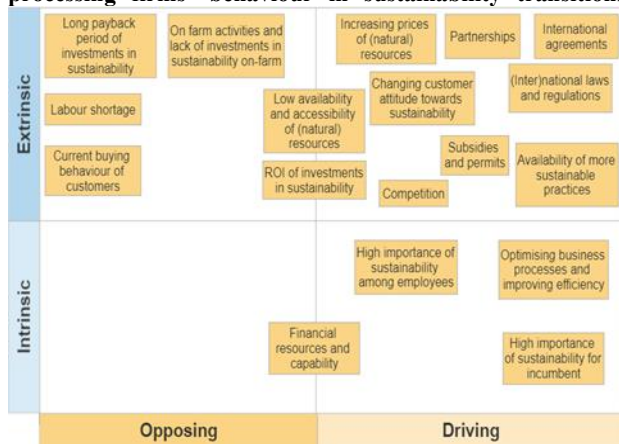 processing firms' behaviour in sustainability transition
Extrinsic
Long payback
period of
investments in
sustainability
On farm activities and
lack of investments in
sustainability on-farm
Increasing prices
of (natural)
resources
Partnerships
International
agreements
Labour shortage
Low availability
and accessibility
of (natural)
resources
Changing customer
attitude towards
sustainability
(Inter)national laws
and regulations
Current buying
behaviour of
customers
ROI of investments
in sustainability
Competition
Subsidies
and permits
Availability of more
sustainable
practices
Intrinsic
High importance of
sustainability
among employees
Optimising business
processes and
improving efficiency
Financial
resources and
capability
High importance
of sustainability for
incumbent
Opposing
Driving